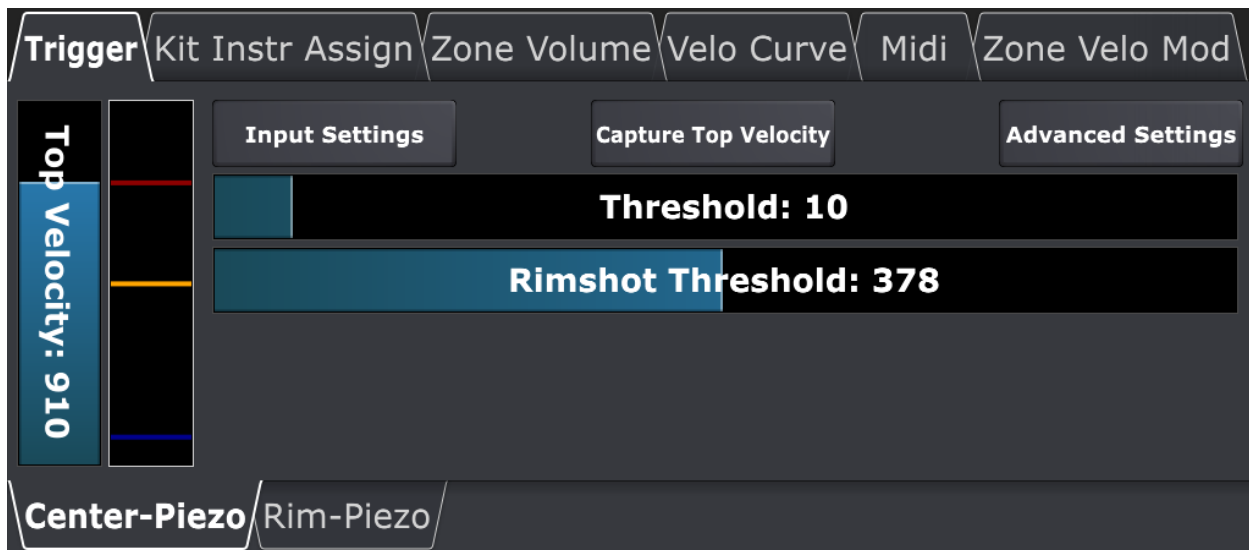 Trigger Kit Instr Assign Zone Volume Velo Curve Midi Zone Velo Mod
Top Velocity: 910
Input Settings Capture Top Velocity Advanced Settings
Threshold: 10
Rimshot Threshold: 378
Center-Piezo Rim-Piezo